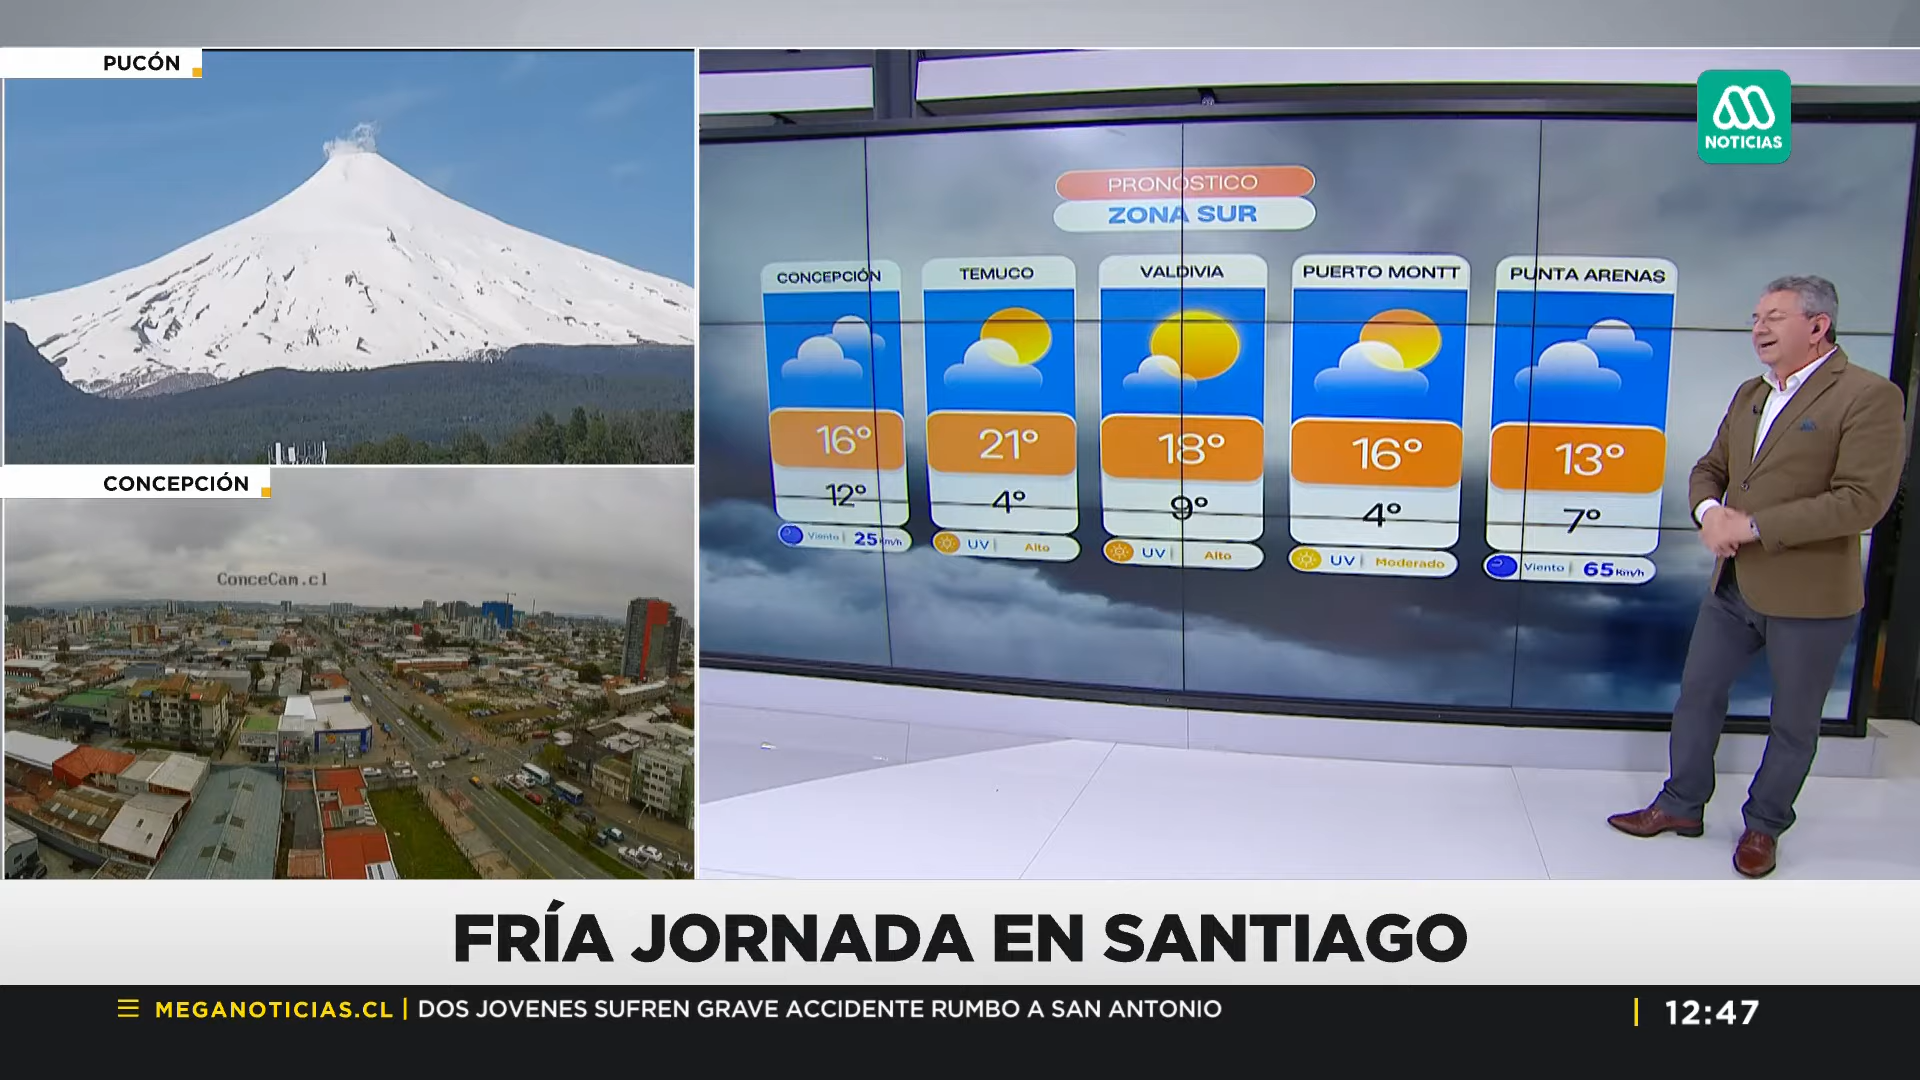 PUCÓN
CONCEPCIÓN
ConceCam.cl
NOTICIAS
PRONÓSTICO
ZONA SUR
CONCEPCIÓN
16°
12°
Viento 25 Km/h
TEMUCO
21°
4°
UV Alto
VALDIVIA
18°
9°
UV Alto
PUERTO MONTT
16°
4°
UV Moderado
PUNTA ARENAS
13°
7°
Viento 65 Km/h
FRÍA JORNADA EN SANTIAGO
MEGANOTICIAS.CL | DOS JOVENES SUFREN GRAVE ACCIDENTE RUMBO A SAN ANTONIO
12:47